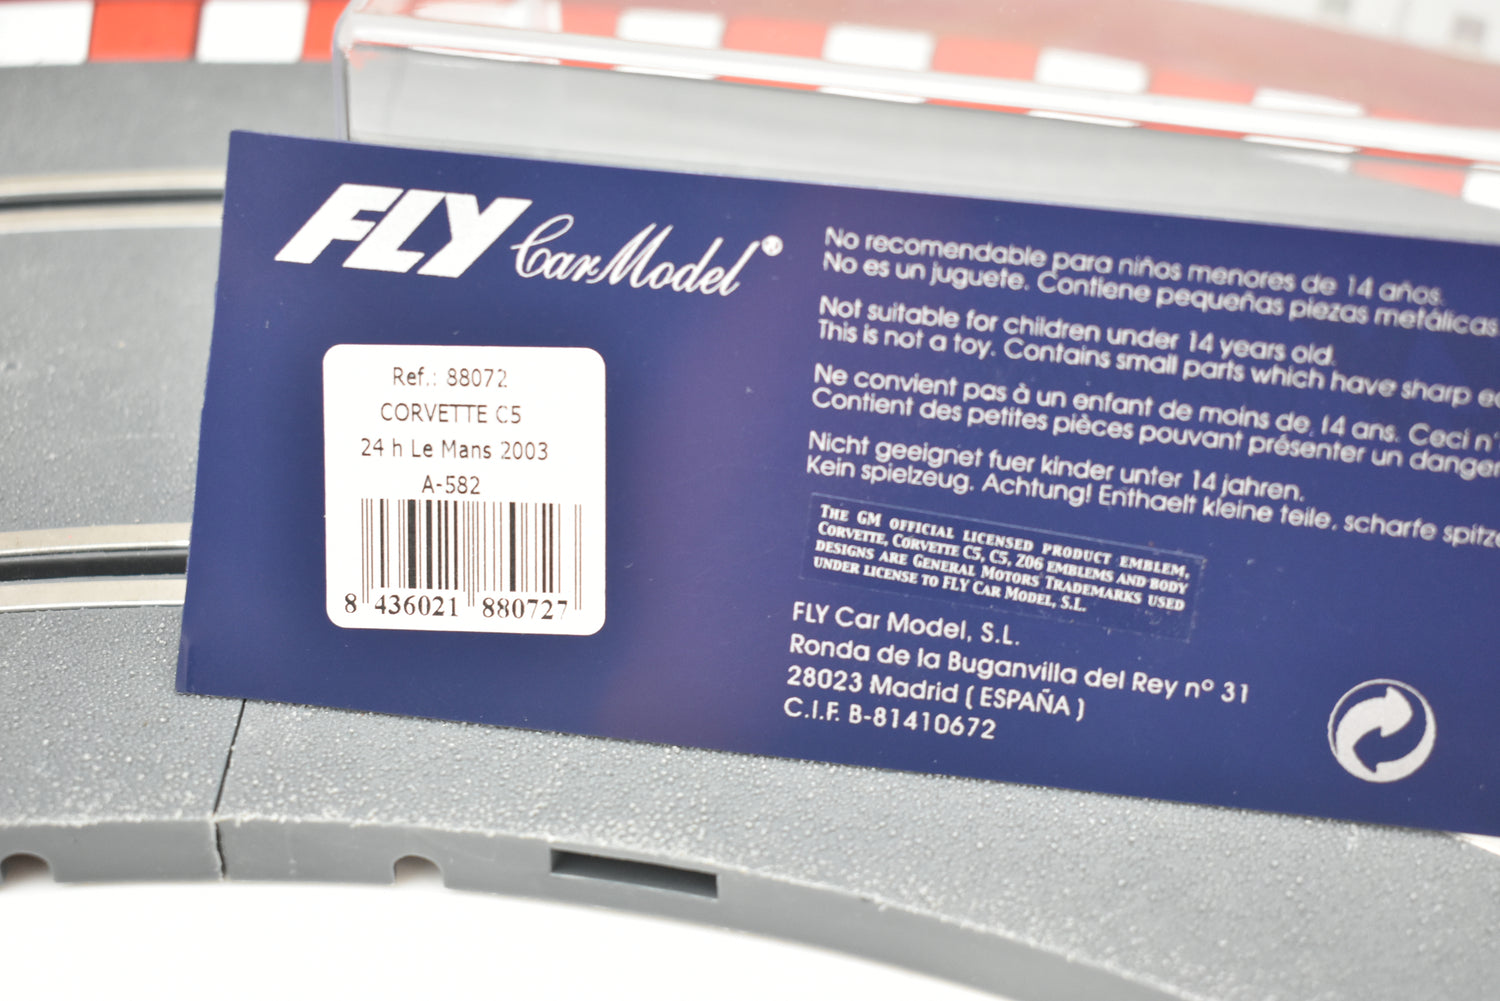 FLY Car Model®
Ref.: 88072
CORVETTE C5
24 h Le Mans 2003
A-582
8 436021 880727
No recomendable para niños menores de 14 años.
No es un juguete. Contiene pequeñas piezas metálicas
Not suitable for children under 14 years old.
This is not a toy. Contains small parts which have sharp
Ne convient pas à un enfant de moins de 14 ans. Ceci n'
Contient des petites pièces pouvant présenter un danger
Nicht geeignet fuer kinder unter 14 jahren.
Kein spielzeug. Achtung! Enthaelt kleine teile, scharfe spitze
THE GM OFFICIAL LICENSED PRODUCT EMBLEM,
CORVETTE, CORVETTE C5, C5, Z06 EMBLEMS AND BODY
DESIGNS ARE GENERAL MOTORS TRADEMARKS USED
UNDER LICENSE TO FLY CAR MODEL, S.L.
FLY Car Model, S.L.
Ronda de la Buganvilla del Rey nº 31
28023 Madrid ( ESPAÑA )
C.I.F. B-81410672